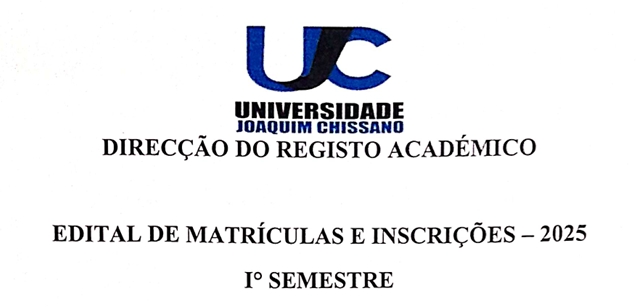 UJC
UNIVERSIDADE
JOAQUIM CHISSANO
DIRECÇÃO DO REGISTO ACADÉMICO
EDITAL DE MATRÍCULAS E INSCRIÇÕES – 2025
I° SEMESTRE